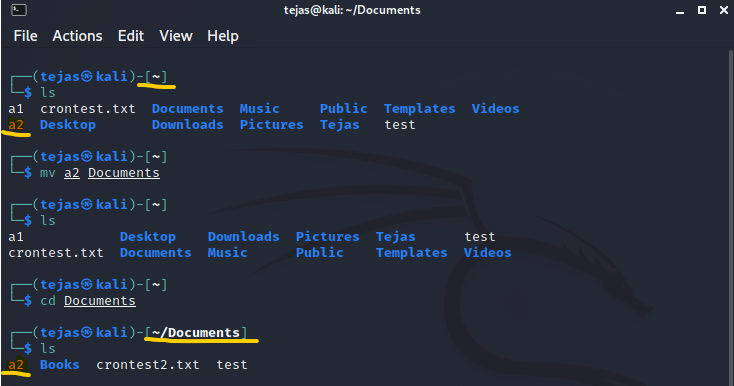 tejas@kali: ~/Documents
File Actions Edit View Help
┌──(tejas㉿kali)-[~]
└─$ ls
a1 crontest.txt Documents Music Public Templates Videos
a2 Desktop Downloads Pictures Tejas test
┌──(tejas㉿kali)-[~]
└─$ mv a2 Documents
┌──(tejas㉿kali)-[~]
└─$ ls
a1 Desktop Downloads Pictures Tejas test
crontest.txt Documents Music Public Templates Videos
┌──(tejas㉿kali)-[~]
└─$ cd Documents
┌──(tejas㉿kali)-[~/Documents]
└─$ ls
a2 Books crontest2.txt test